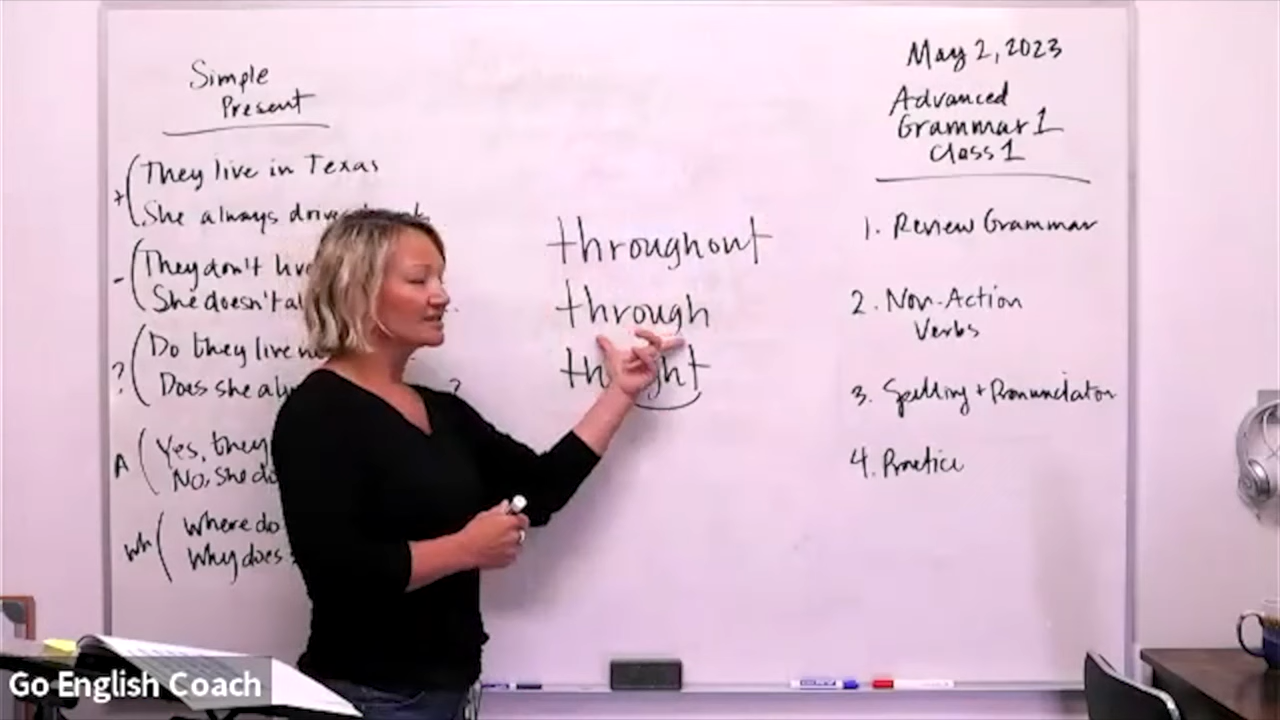 Simple
Present
+ They live in Texas
She always drives
- They don't live
She doesn't
? Do they live
Does she ?
A Yes, they
No, she
Wh Where do
Why does
throughout
through
May 2, 2023
Advanced
Grammar 1
Class 1
1. Review Grammar
2. Non-Action
Verbs
3. Spelling + Pronunciation
4. Practice
Go English Coach